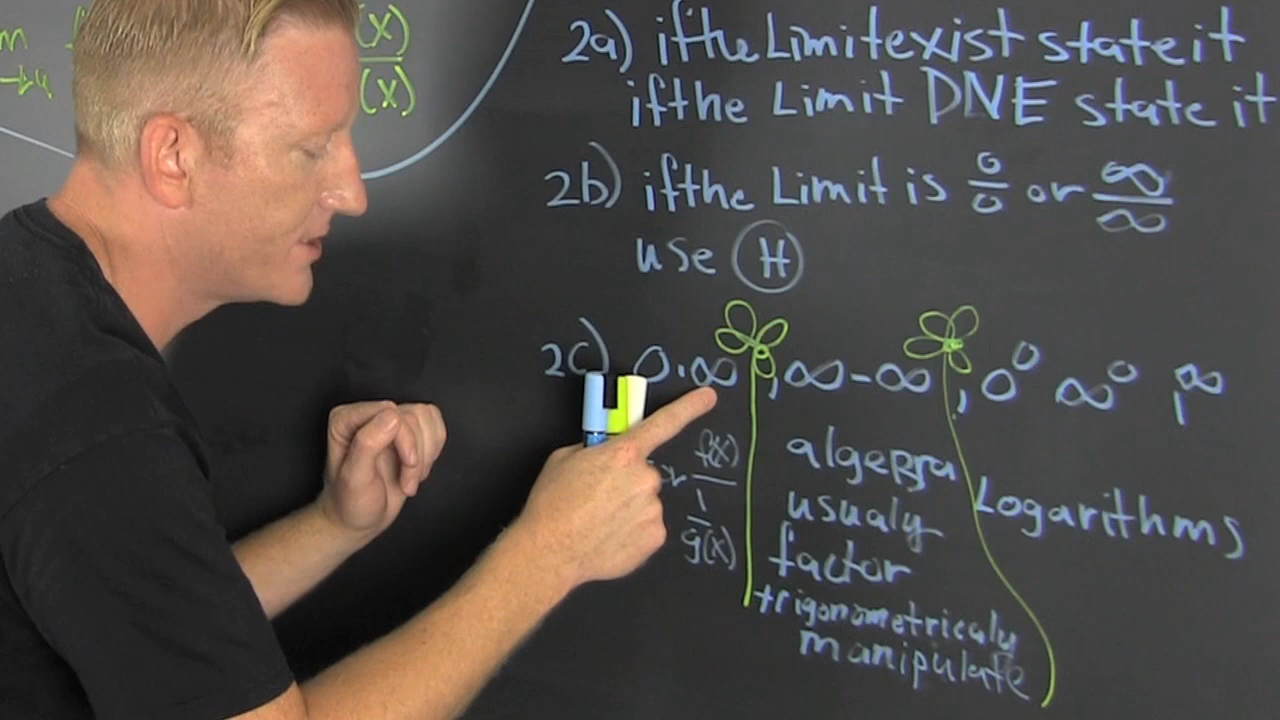 (x)
(x)
2a) if the Limit exist state it
if the Limit DNE state it
2b) if the Limit is 0/0 or ∞/∞
use Ⓗ
2c) 0·∞, ∞-∞, 0⁰ ∞⁰ 1^∞
f(x)
1
g(x)
algebra
usualy
factor
trigonometricaly
manipulate
Logarithms